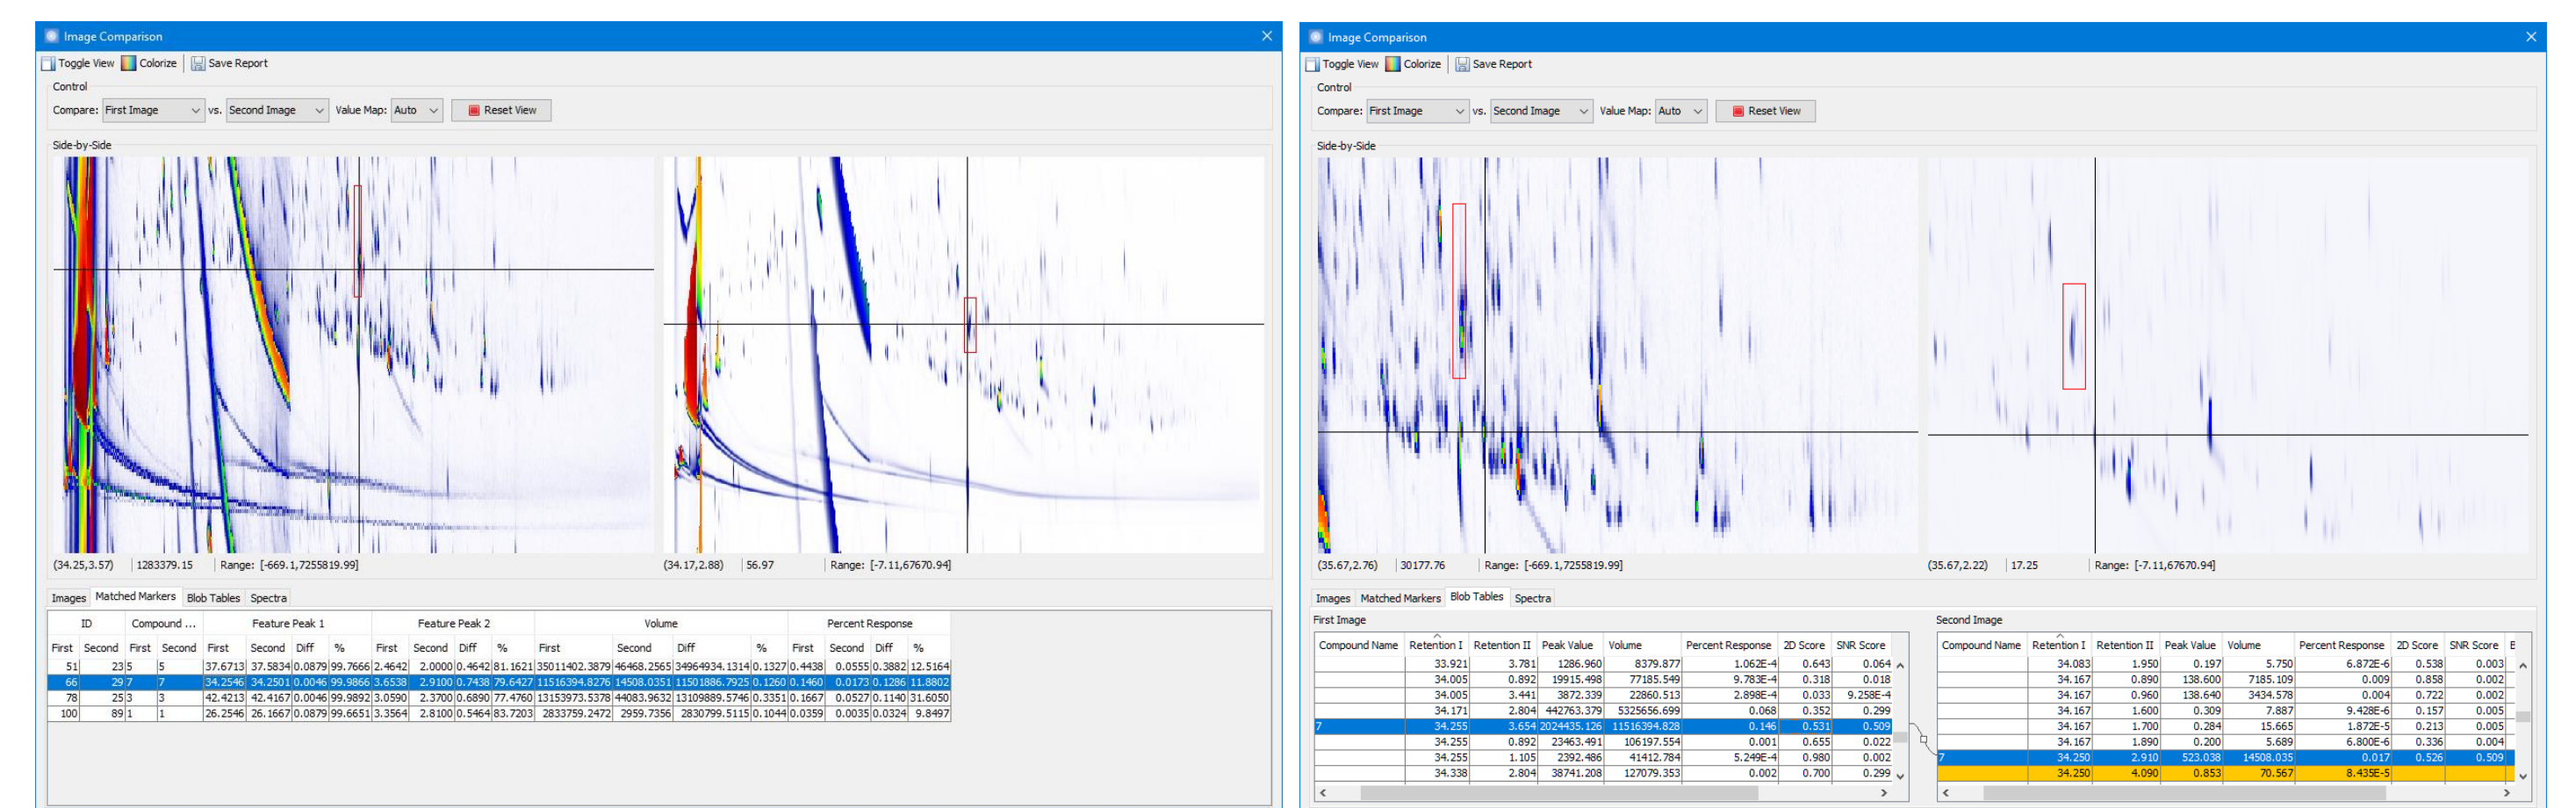 Image Comparison
Toggle View Colorize Save Report
Control
Compare: First Image vs. Second Image Value Map: Auto Reset View
Side-by-Side
(34.25,3.57) 1283379.15 Range: [-669.1,7255819.99] (34.17,2.88) 56.97 Range: [-7.11,67670.94]
Images Matched Markers Blob Tables Spectra
ID Compound ... Feature Peak 1 Feature Peak 2 Volume Percent Response
First Second First Second First Second Diff % First Second Diff % First Second Diff % First Second Diff %
51 23 5 5 37.6713 37.5834 0.0879 99.7666 2.4642 2.0000 0.4642 81.1621 35011402.3879 46468.2565 34964934.1314 0.1327 0.4438 0.0555 0.3882 12.5164
66 29 7 7 34.2546 34.2501 0.0046 99.9866 3.6538 2.9100 0.7438 79.6427 11516394.8276 14508.0351 11501886.7925 0.1260 0.1460 0.0173 0.1286 11.8802
78 25 3 3 42.4213 42.4167 0.0046 99.9892 3.0590 2.3700 0.6890 77.4760 13153973.5378 44083.9632 13109889.5746 0.3351 0.1667 0.0527 0.1140 31.6050
100 89 1 1 26.2546 26.1667 0.0879 99.6651 3.3564 2.8100 0.5464 83.7203 2833759.2472 2959.7356 2830799.5115 0.1044 0.0359 0.0035 0.0324 9.8497
Image Comparison
Toggle View Colorize Save Report
Control
Compare: First Image vs. Second Image Value Map: Auto Reset View
Side-by-Side
(35.67,2.76) 30177.76 Range: [-669.1,7255819.99] (35.67,2.22) 17.25 Range: [-7.11,67670.94]
Images Matched Markers Blob Tables Spectra
First Image
Compound Name Retention I Retention II Peak Value Volume Percent Response 2D Score SNR Score
33.921 3.781 1286.960 8379.877 1.062E-4 0.643 0.064
34.005 0.892 19915.498 77185.549 9.783E-4 0.318 0.018
34.005 3.441 3872.339 22860.513 2.898E-4 0.033 9.258E-4
34.171 2.804 442763.379 5325656.699 0.068 0.352 0.299
7 34.255 3.654 2024435.126 11516394.828 0.146 0.531 0.509
34.255 0.892 23463.491 106197.554 0.001 0.655 0.022
34.255 1.105 2392.486 41412.784 5.249E-4 0.980 0.002
34.338 2.804 38741.208 127079.353 0.002 0.700 0.299
Second Image
Compound Name Retention I Retention II Peak Value Volume Percent Response 2D Score SNR Score E
34.083 1.950 0.197 5.750 6.872E-6 0.538 0.003
34.167 0.890 138.600 7185.109 0.009 0.858 0.002
34.167 0.960 138.640 3434.578 0.004 0.722 0.002
34.167 1.600 0.309 7.887 9.428E-6 0.157 0.005
34.167 1.700 0.284 15.665 1.872E-5 0.213 0.005
34.167 1.890 0.200 5.689 6.800E-6 0.336 0.004
7 34.250 2.910 523.038 14508.035 0.017 0.526 0.509
34.250 4.090 0.853 70.567 8.435E-5